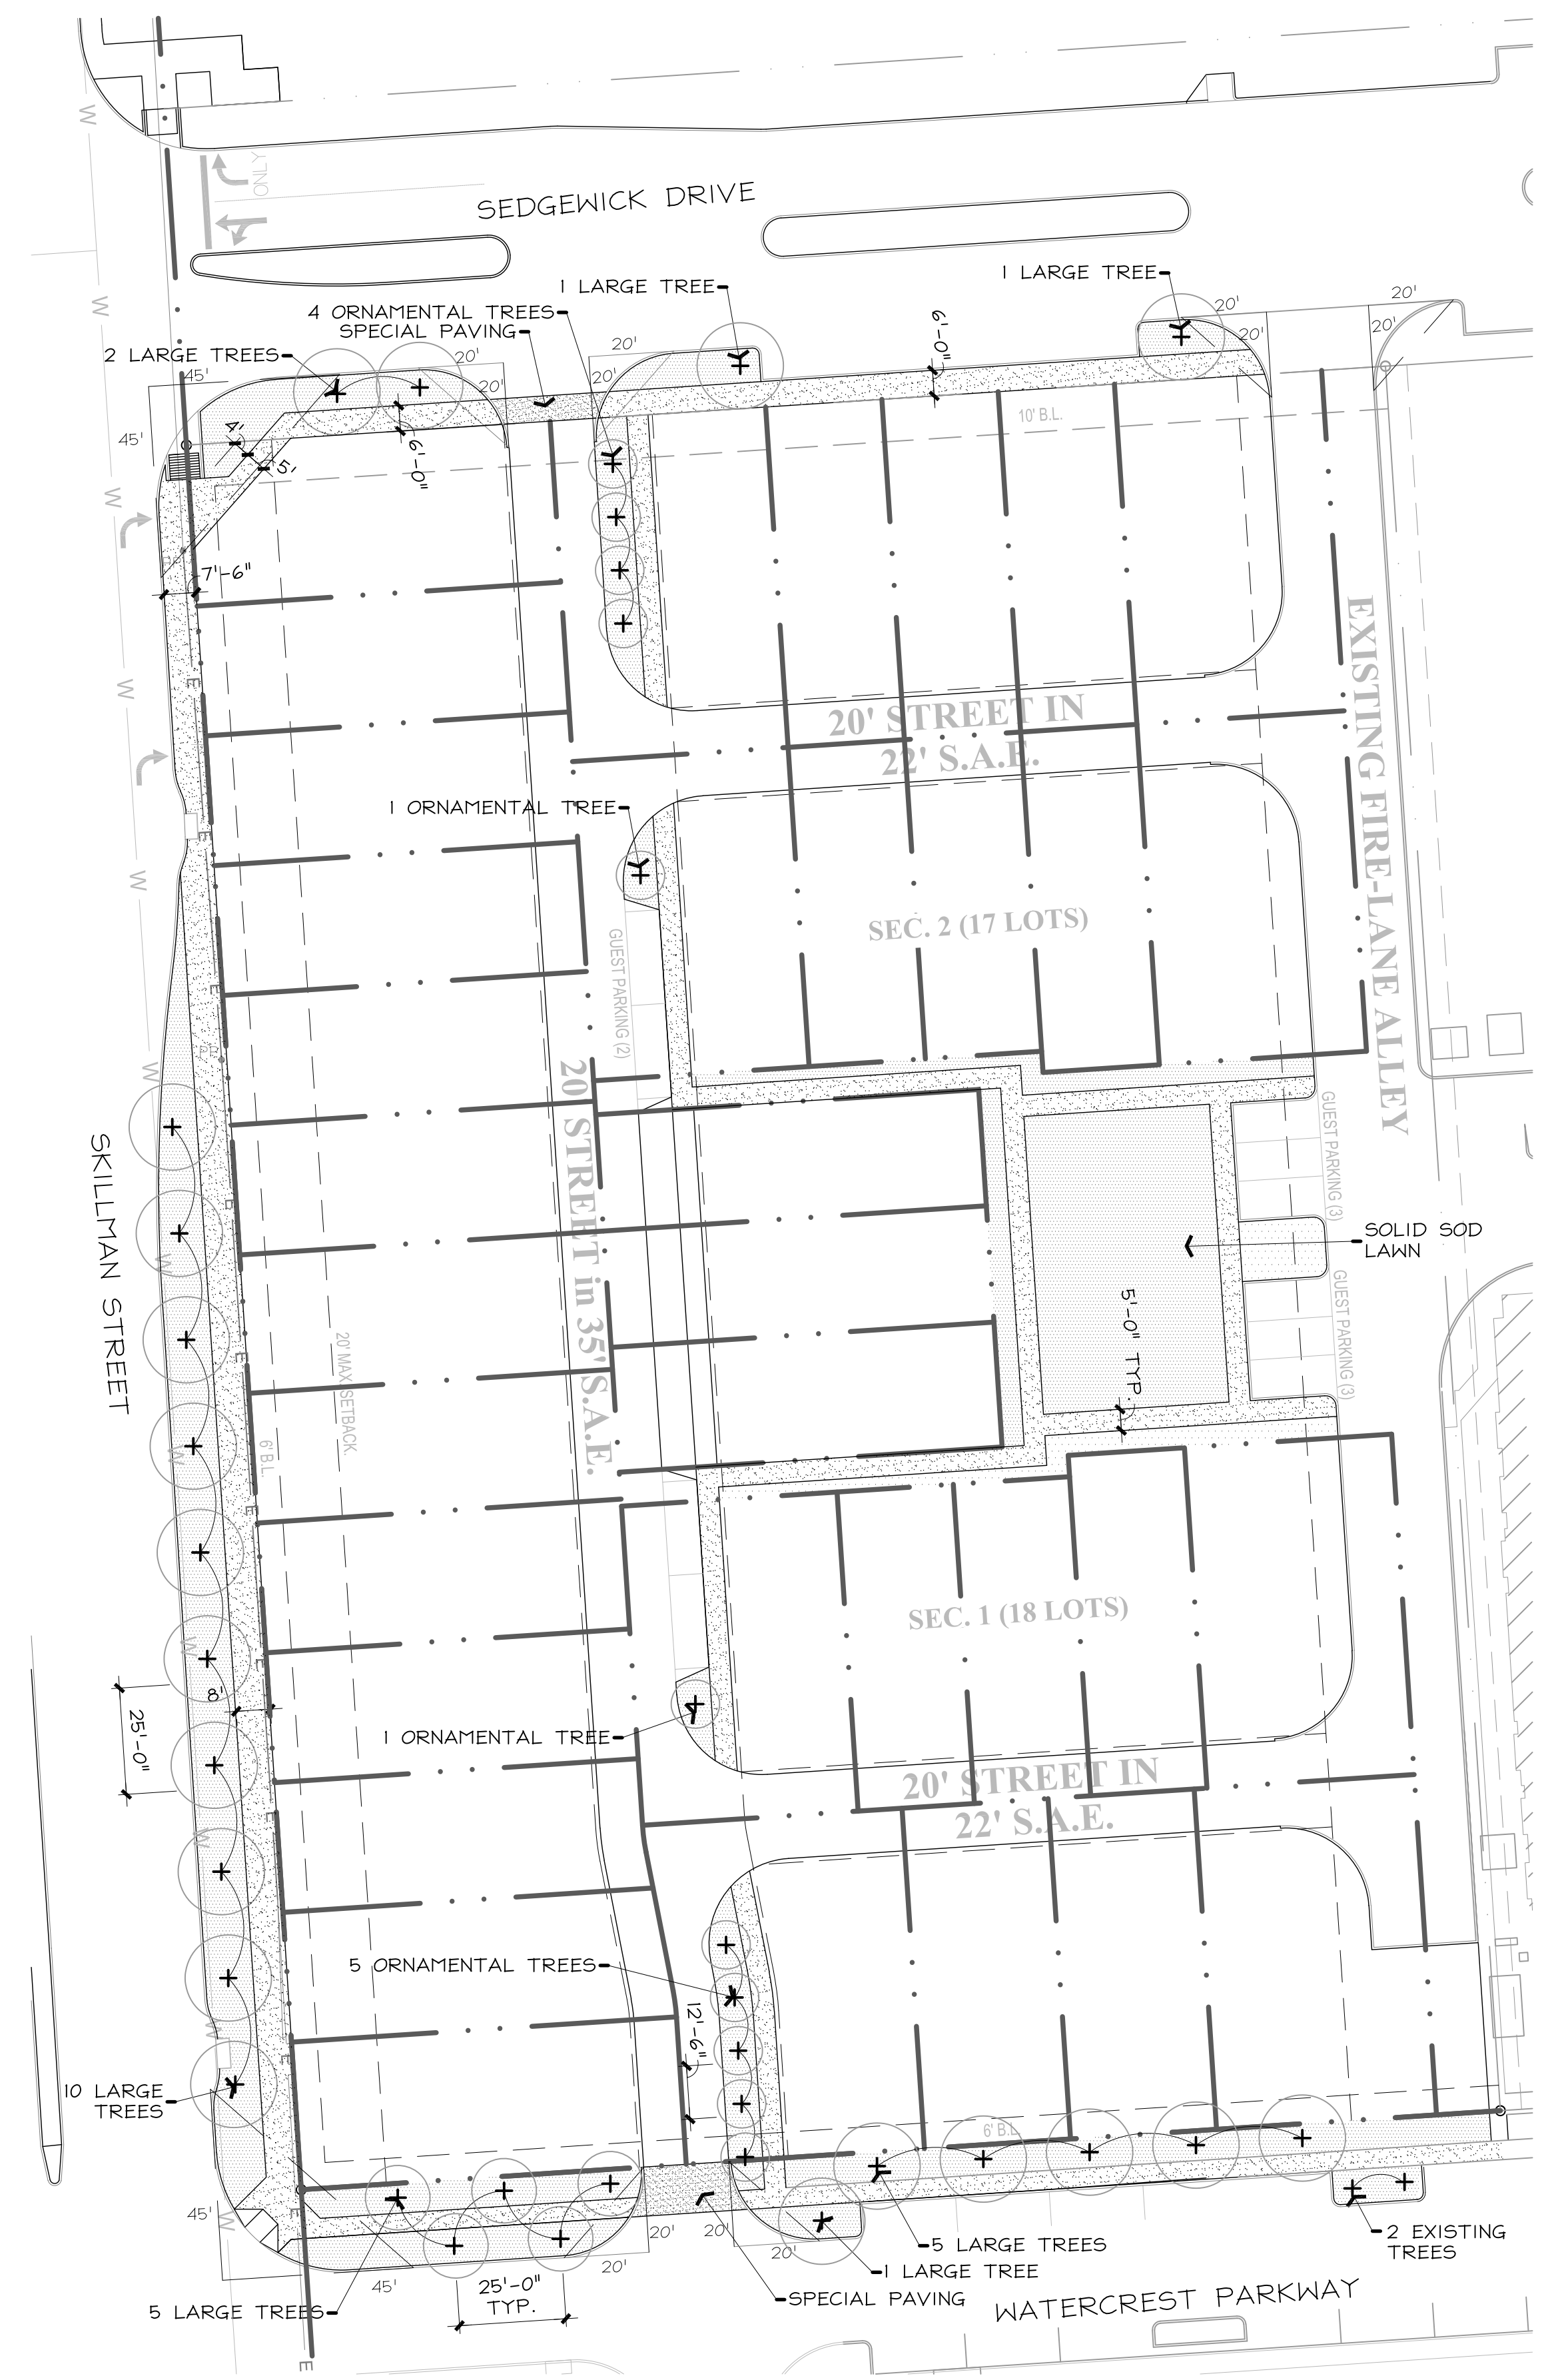 ONLY
W
SEDGEWICK DRIVE
1 LARGE TREE
1 LARGE TREE
4 ORNAMENTAL TREES
SPECIAL PAVING
2 LARGE TREES
20'
20'
20'
20'
20'
20'
20'
20'
45'
45'
6'-0"
6'-0"
4'
5'
10' B.L.
W
W
W
W
W
7'-6"
E
20' STREET IN
22' S.A.E.
EXISTING FIRE-LANE ALLEY
1 ORNAMENTAL TREE
E
SEC. 2 (17 LOTS)
GUEST PARKING (2)
E
W
20' STREET in 35' S.A.E.
GUEST PARKING (3)
SKILLMAN STREET
E
W
SOLID SOD
LAWN
5'-0" TYP.
GUEST PARKING (3)
20' MAX. SETBACK
E
W
6' B.L.
E
SEC. 1 (18 LOTS)
W
E
8'
25'-0"
1 ORNAMENTAL TREE
20' STREET IN
22' S.A.E.
E
W
5 ORNAMENTAL TREES
12'-6"
W
E
10 LARGE
TREES
6' B.L.
45'
W
E
45'
20'
20'
20'
20'
25'-0"
TYP.
5 LARGE TREES
5 LARGE TREES
1 LARGE TREE
SPECIAL PAVING
2 EXISTING
TREES
WATERCREST PARKWAY
E